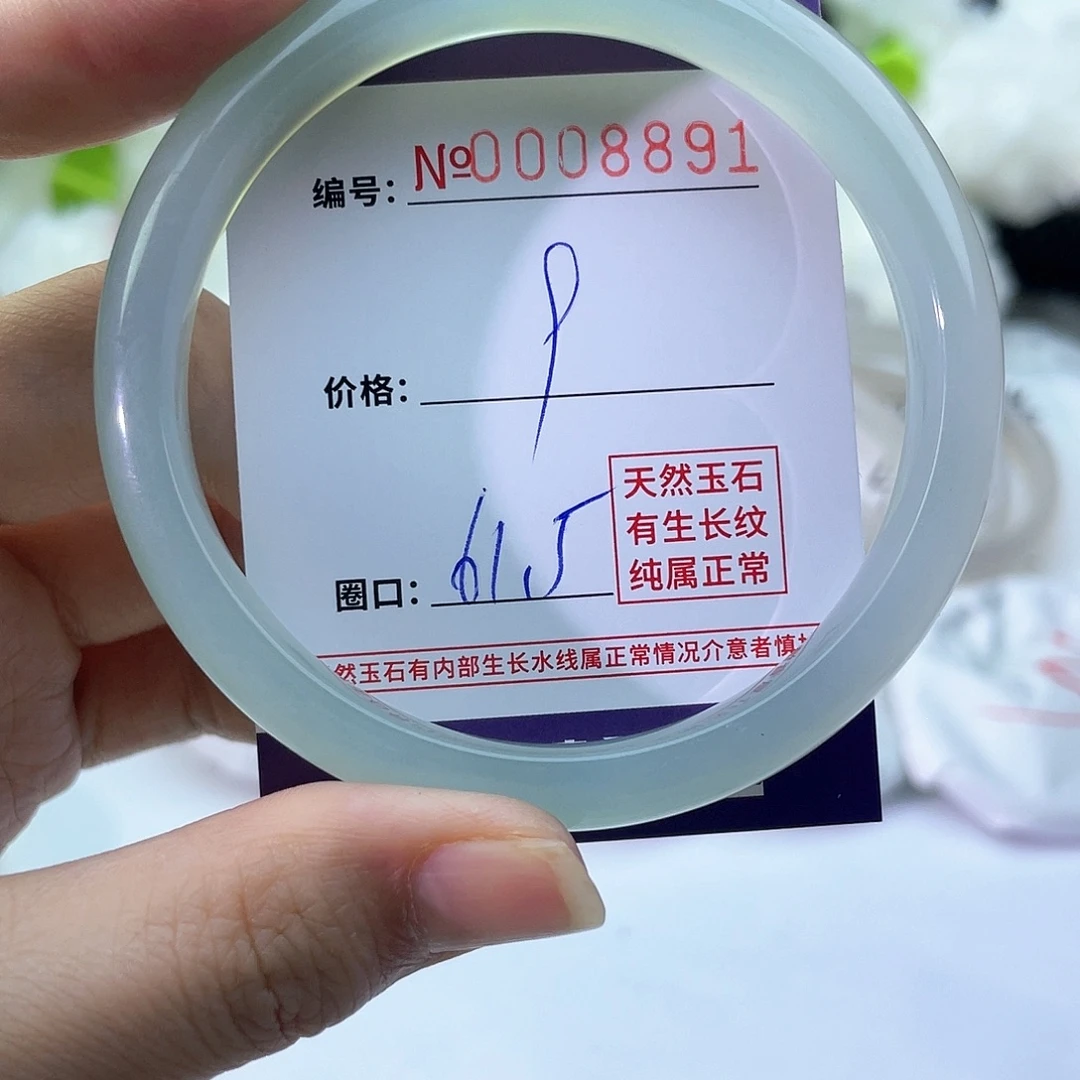 编号：№0008891
价格：
圈口：61.5
天然玉石
有生长纹
纯属正常
然玉石有内部生长水线属正常情况介意者慎